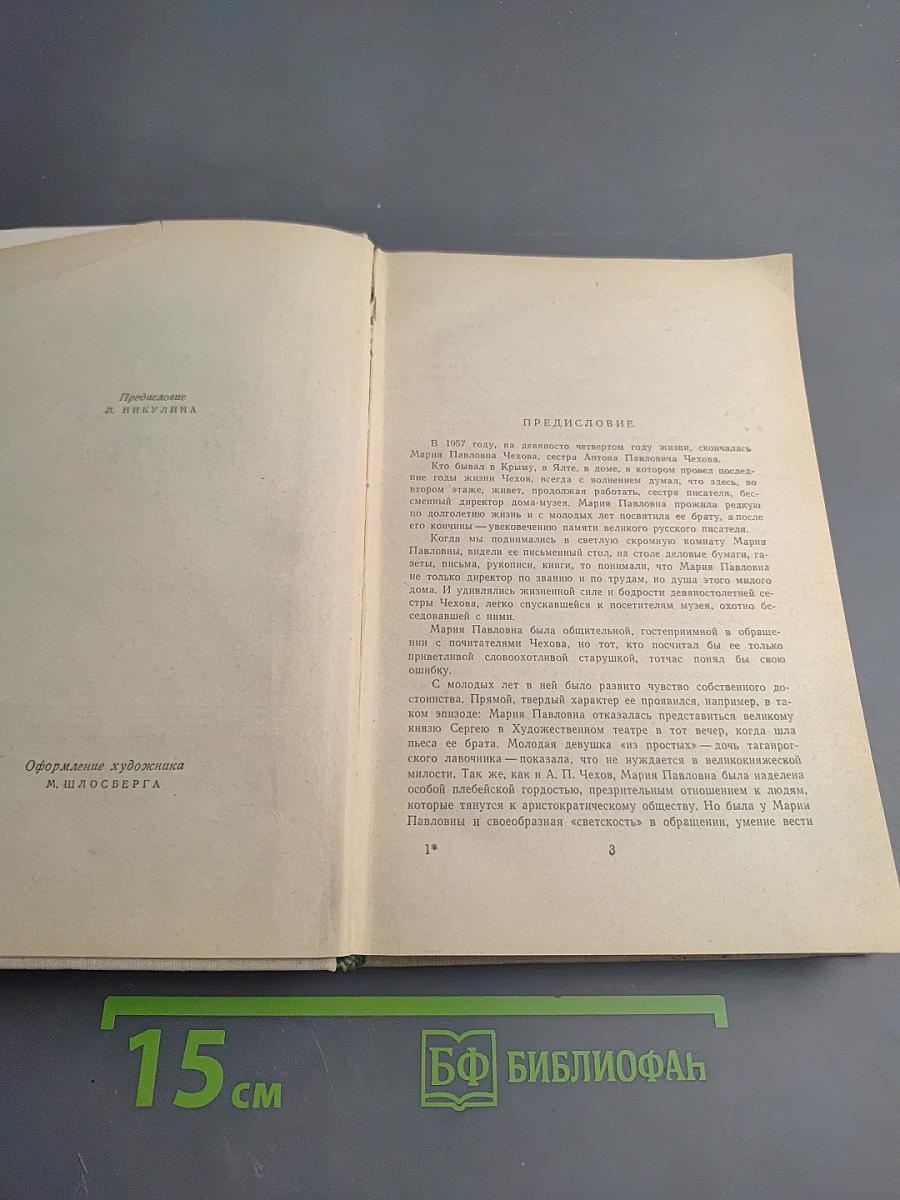 Предисловие
Л. НИКУЛИНА
Оформление художника
М. ШЛОСБЕРГА
ПРЕДИСЛОВИЕ
В 1957 году, на девяносто четвертом году жизни, скончалась
Мария Павловна Чехова, сестра Антона Павловича Чехова.
Кто бывал в Крыму, в Ялте, в доме, в котором провел послед-
ние годы жизни Чехов, всегда с волнением думал, что здесь, во
втором этаже, живет, продолжая работать, сестра писателя, бес-
сменный директор дома-музея. Мария Павловна прожила редкую
по долголетию жизнь и с молодых лет посвятила ее брату, а после
его кончины — увековечению памяти великого русского писателя.
Когда мы поднимались в светлую скромную комнату Марии
Павловны, видели ее письменный стол, на столе деловые бумаги, га-
зеты, письма, рукописи, книги, то понимали, что Мария Павловна
не только директор по званию и по трудам, но душа этого милого
дома. И удивлялись жизненной силе и бодрости девяностолетней се-
стры Чехова, легко спускавшейся к посетителям музея, охотно бе-
седовавшей с ними.
Мария Павловна была общительной, гостеприимной в обраще-
нии с почитателями Чехова, но тот, кто посчитал бы ее только
приветливой словоохотливой старушкой, тотчас понял бы свою
ошибку.
С молодых лет в ней было развито чувство собственного до-
стоинства. Прямой, твердый характер ее проявился, например, в та-
ком эпизоде: Мария Павловна отказалась представиться великому
князю Сергею в Художественном театре в тот вечер, когда шла
пьеса ее брата. Молодая девушка «из простых» — дочь таганрог-
ского лавочника — показала, что не нуждается в великокняжеской
милости. Так же, как и А. П. Чехов, Мария Павловна была наделена
особой плебейской гордостью, презрительным отношением к людям,
которые тянутся к аристократическому обществу. Но была у Марии
Павловны и своеобразная «светскость» в обращении, умение вести
1*
3
15 см
БФ БИБЛИОФАҺ